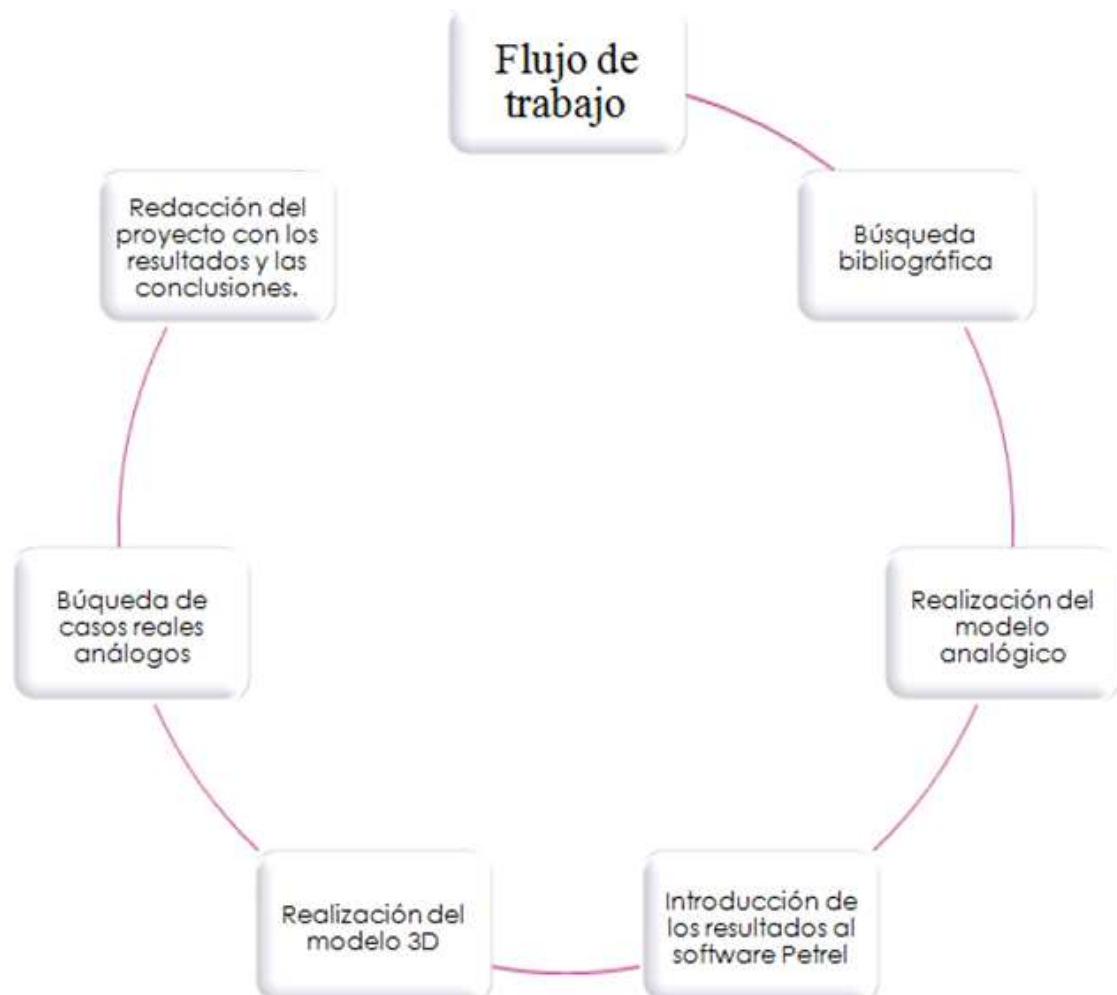 Flujo de
trabajo
Búsqueda
bibliográfica
Realización del
modelo
analógico
Introducción de
los resultados al
software Petrel
Realización del
modelo 3D
Búqueda de
casos reales
análogos
Redacción del
proyecto con los
resultados y las
conclusiones.